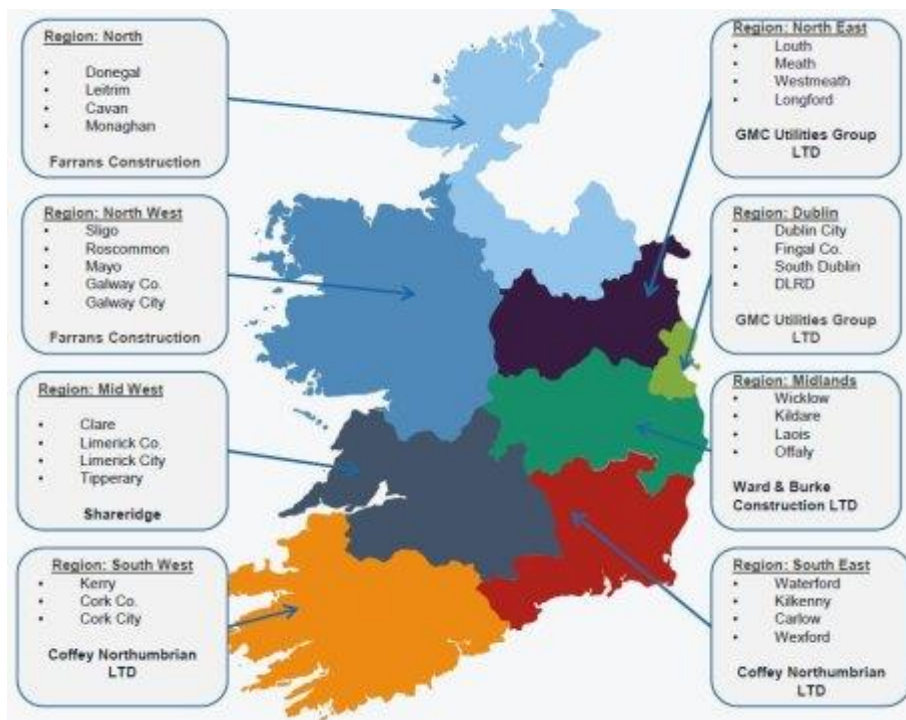 Region: North
Donegal
Leitrim
Cavan
Monaghan
Farrans Construction
Region: North West
Sligo
Roscommon
Mayo
Galway Co.
Galway City
Farrans Construction
Region: Mid West
Clare
Limerick Co.
Limerick City
Tipperary
Shareridge
Region: South West
Kerry
Cork Co.
Cork City
Coffey Northumbrian
LTD
Region: North East
Louth
Meath
Westmeath
Longford
GMC Utilities Group
LTD
Region: Dublin
Dublin City
Fingal Co.
South Dublin
DLRD
GMC Utilities Group
LTD
Region: Midlands
Wicklow
Kildare
Laois
Offaly
Ward & Burke
Construction LTD
Region: South East
Waterford
Kilkenny
Carlow
Wexford
Coffey Northumbrian
LTD